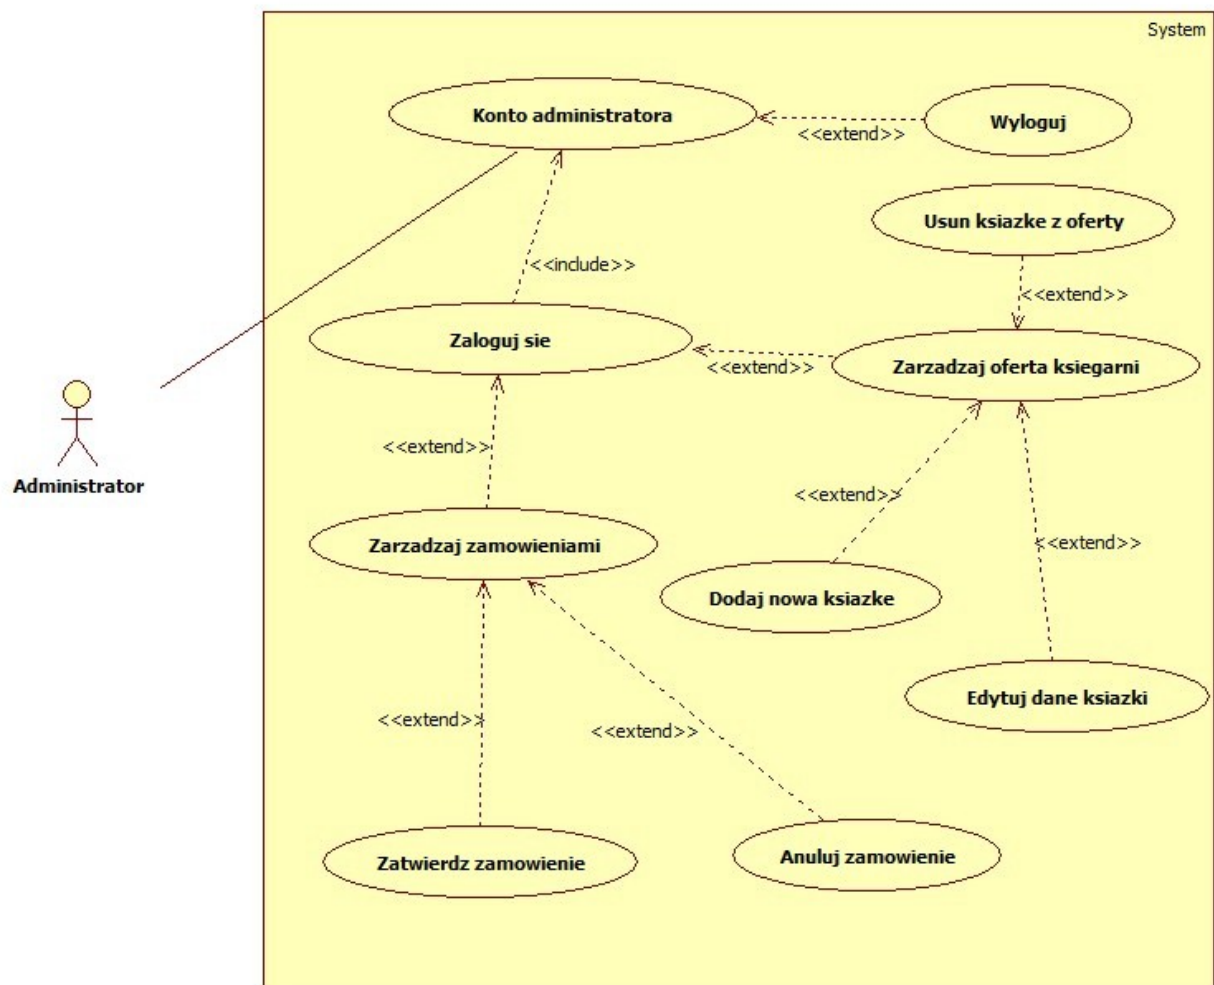 System
Konto administratora
Wyloguj
<<extend>>
Usun ksiazke z oferty
<<include>>
<<extend>>
Zaloguj sie
Zarzadzaj oferta ksiegarni
<<extend>>
<<extend>>
Administrator
<<extend>>
Zarzadzaj zamowieniami
<<extend>>
Dodaj nowa ksiazke
Edytuj dane ksiazki
<<extend>>
<<extend>>
Zatwierdz zamowienie
Anuluj zamowienie